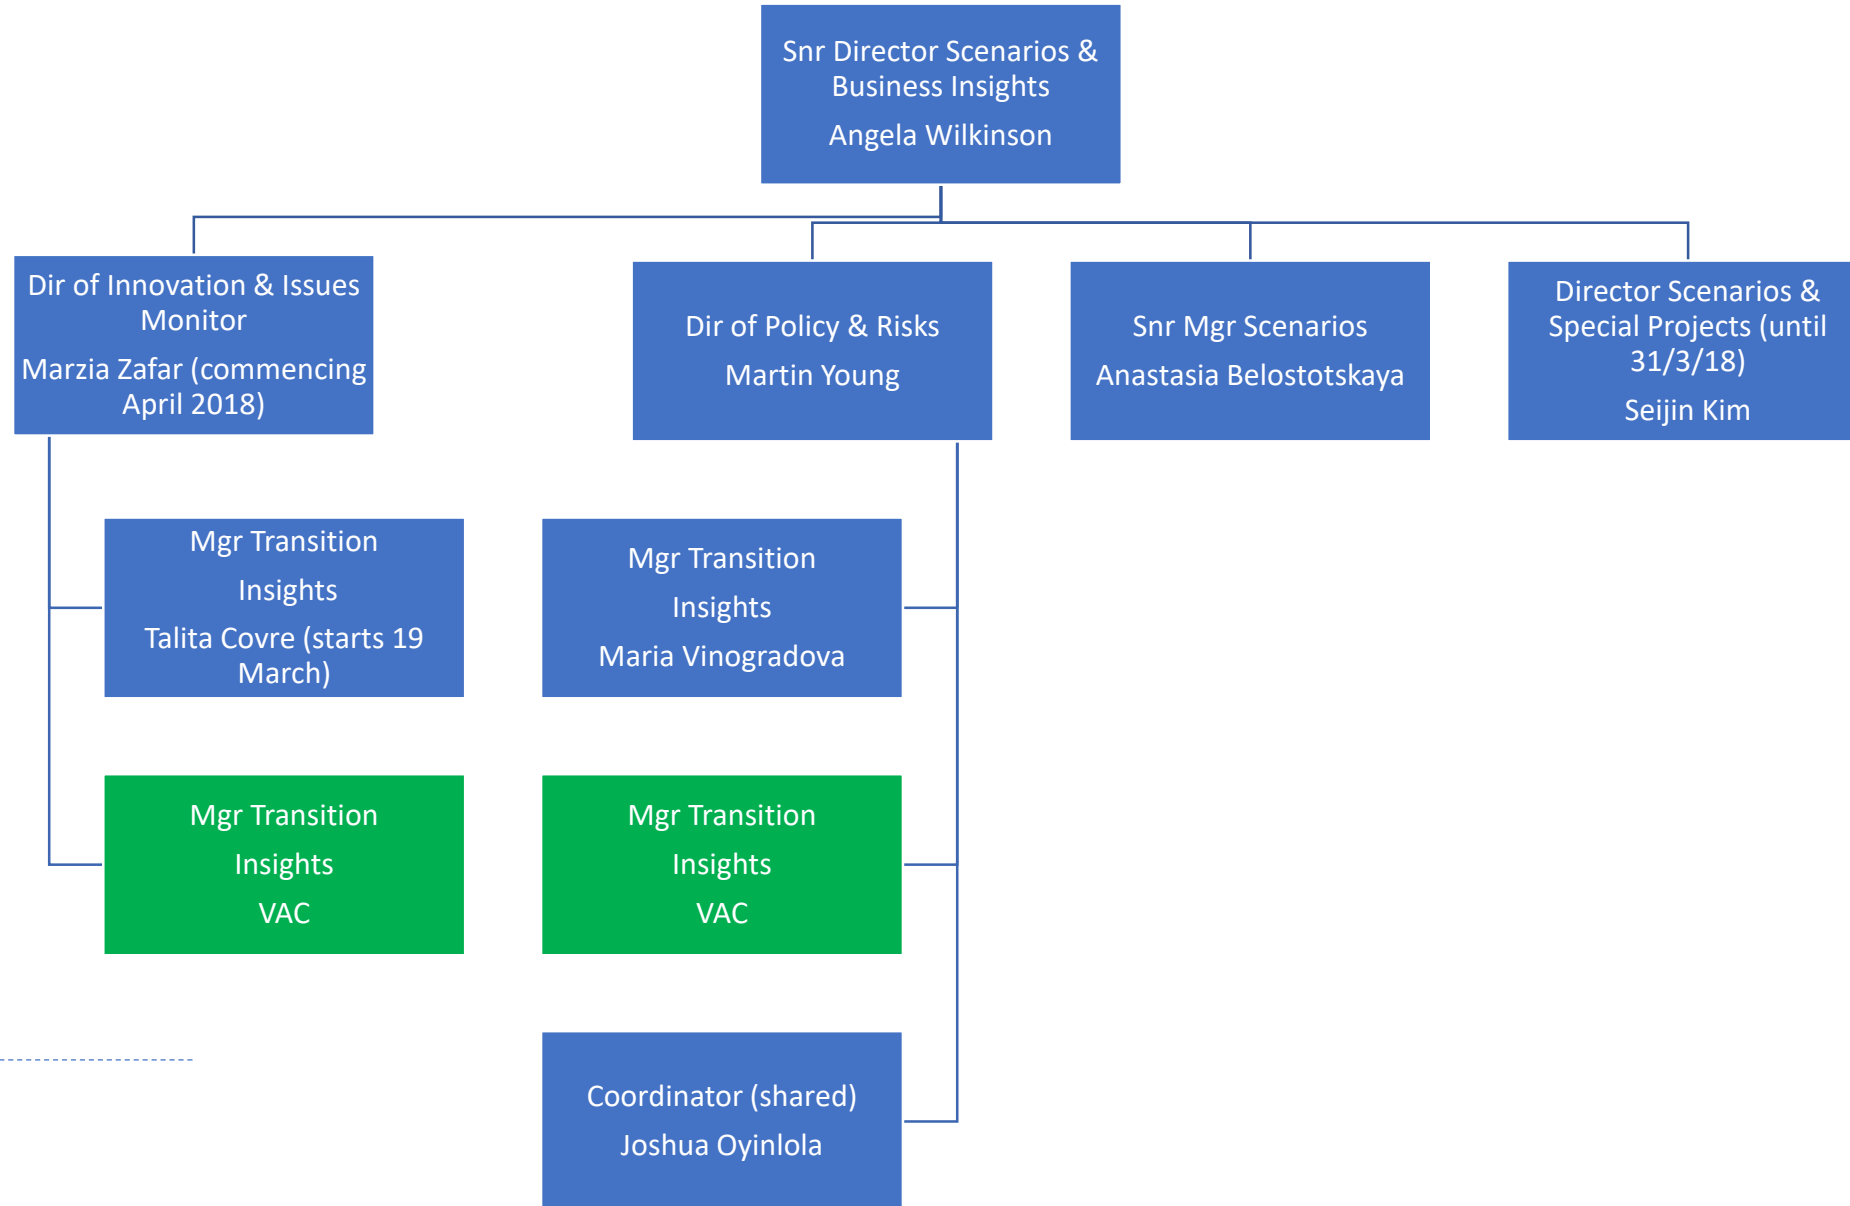 Snr Director Scenarios &
Business Insights
Angela Wilkinson
Dir of Innovation & Issues
Monitor
Marzia Zafar (commencing
April 2018)
Dir of Policy & Risks
Martin Young
Snr Mgr Scenarios
Anastasia Belostotskaya
Director Scenarios &
Special Projects (until
31/3/18)
Seijin Kim
Mgr Transition
Insights
Talita Covre (starts 19
March)
Mgr Transition
Insights
Maria Vinogradova
Mgr Transition
Insights
VAC
Mgr Transition
Insights
VAC
Coordinator (shared)
Joshua Oyinlola